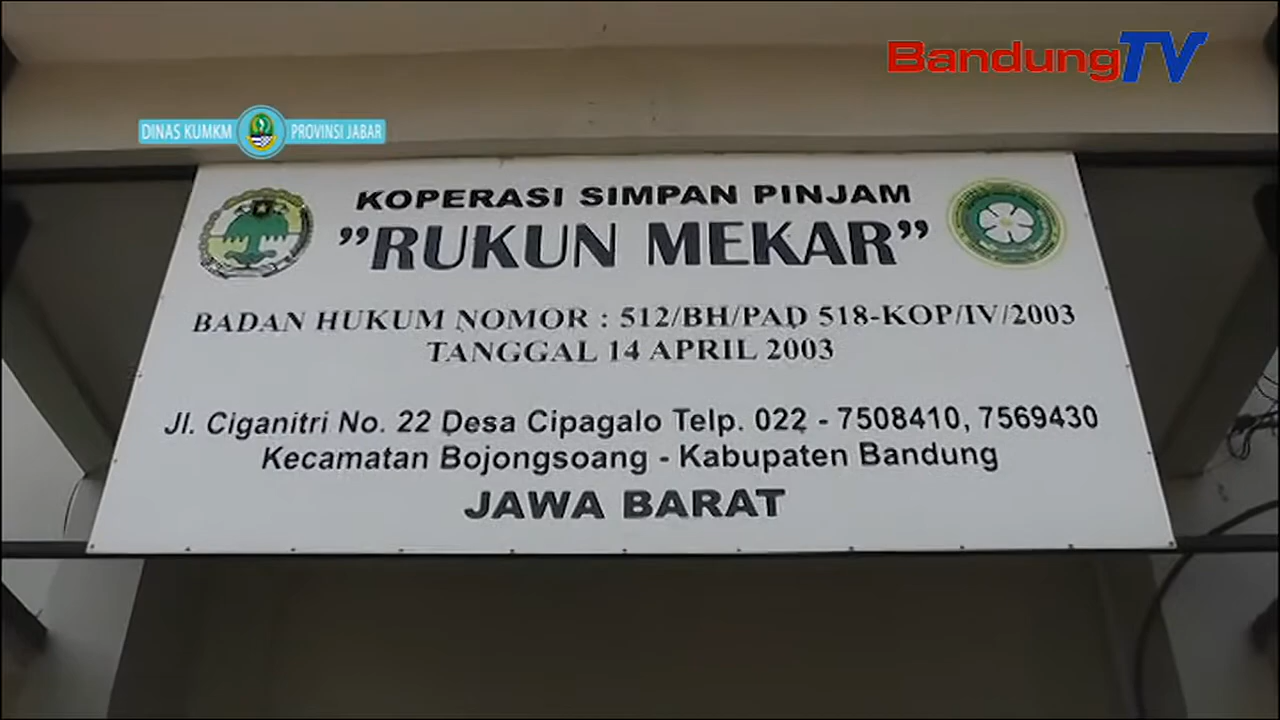 BandungTV
DINAS KUMKM PROVINSI JABAR
KOPERASI SIMPAN PINJAM
"RUKUN MEKAR"
BADAN HUKUM NOMOR : 512/BH/PAD 518-KOP/IV/2003
TANGGAL 14 APRIL 2003
Jl. Ciganitri No. 22 Desa Cipagalo Telp. 022 - 7508410, 7569430
Kecamatan Bojongsoang - Kabupaten Bandung
JAWA BARAT